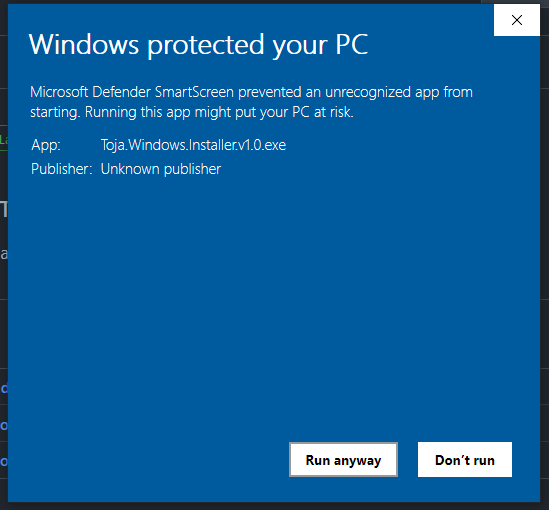 Windows protected your PC
Microsoft Defender SmartScreen prevented an unrecognized app from
starting. Running this app might put your PC at risk.
App: Toja.Windows.Installer.v1.0.exe
Publisher: Unknown publisher
Run anyway Don't run